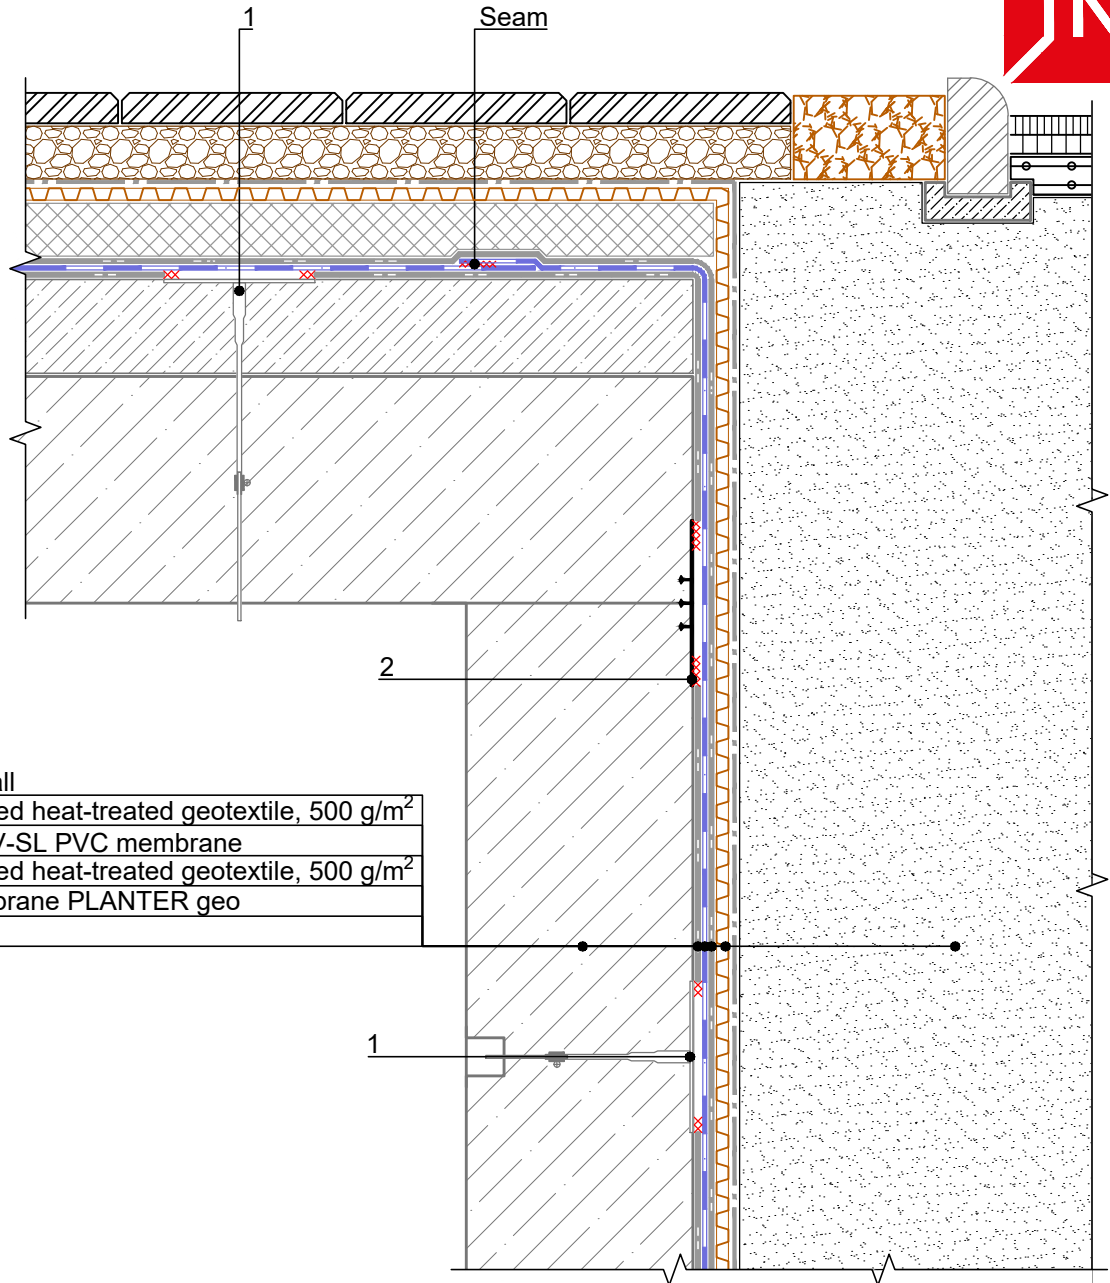 1
Seam
2
all
ed heat-treated geotextile, 500 g/m²
V-SL PVC membrane
ed heat-treated geotextile, 500 g/m²
brane PLANTER geo
1